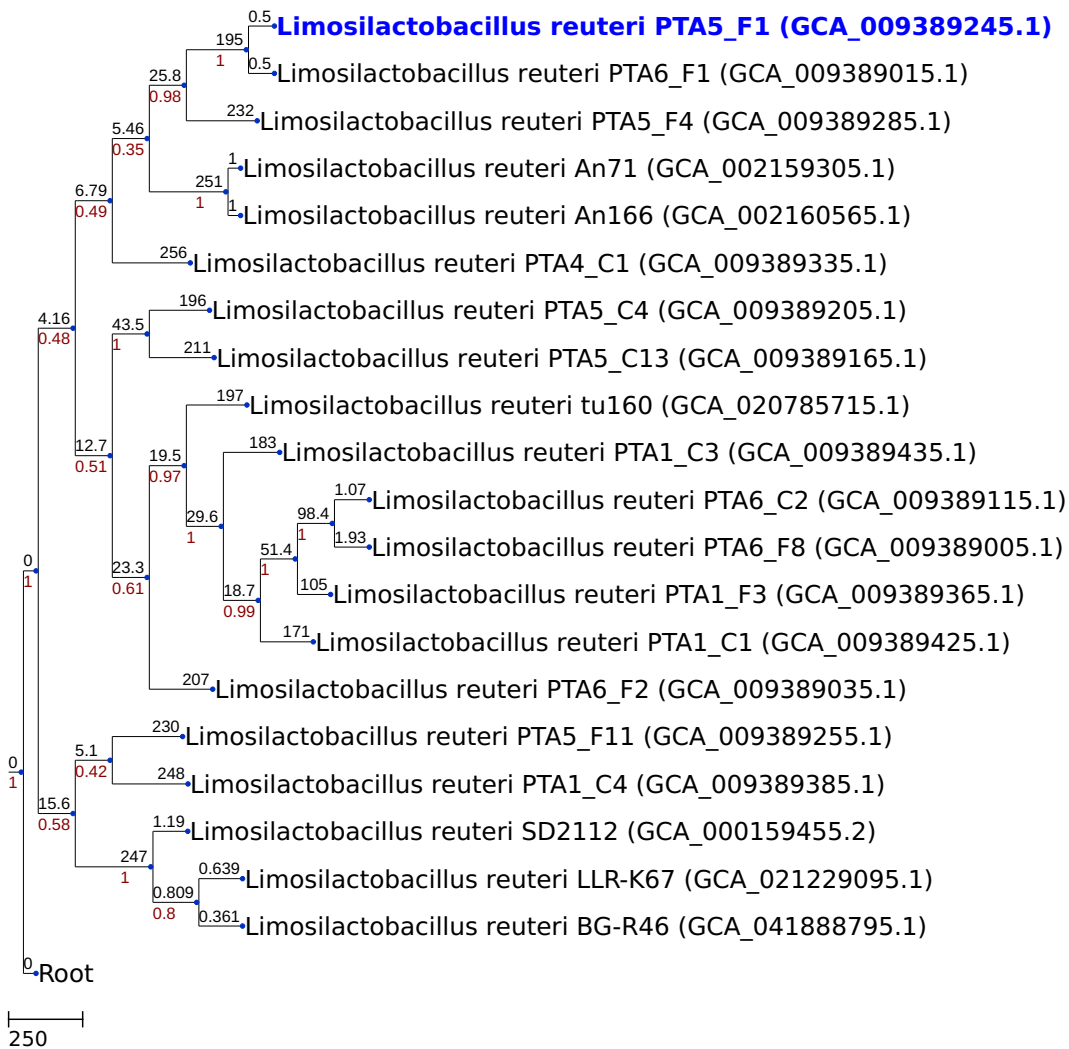 0.5
Limosilactobacillus reuteri PTA5_F1 (GCA_009389245.1)
195
1
0.5
Limosilactobacillus reuteri PTA6_F1 (GCA_009389015.1)
25.8
0.98
232
Limosilactobacillus reuteri PTA5_F4 (GCA_009389285.1)
5.46
0.35
1
Limosilactobacillus reuteri An71 (GCA_002159305.1)
251
1
1
Limosilactobacillus reuteri An166 (GCA_002160565.1)
6.79
0.49
256
Limosilactobacillus reuteri PTA4_C1 (GCA_009389335.1)
196
Limosilactobacillus reuteri PTA5_C4 (GCA_009389205.1)
4.16
0.48
43.5
1
211
Limosilactobacillus reuteri PTA5_C13 (GCA_009389165.1)
197
Limosilactobacillus reuteri tu160 (GCA_020785715.1)
12.7
0.51
19.5
0.97
183
Limosilactobacillus reuteri PTA1_C3 (GCA_009389435.1)
1.07
Limosilactobacillus reuteri PTA6_C2 (GCA_009389115.1)
29.6
1
98.4
1
1.93
Limosilactobacillus reuteri PTA6_F8 (GCA_009389005.1)
51.4
1
0
1
23.3
0.61
105
Limosilactobacillus reuteri PTA1_F3 (GCA_009389365.1)
18.7
0.99
171
Limosilactobacillus reuteri PTA1_C1 (GCA_009389425.1)
207
Limosilactobacillus reuteri PTA6_F2 (GCA_009389035.1)
230
Limosilactobacillus reuteri PTA5_F11 (GCA_009389255.1)
0
1
5.1
0.42
248
Limosilactobacillus reuteri PTA1_C4 (GCA_009389385.1)
15.6
0.58
1.19
Limosilactobacillus reuteri SD2112 (GCA_000159455.2)
247
1
0.639
Limosilactobacillus reuteri LLR-K67 (GCA_021229095.1)
0.809
0.8
0.361
Limosilactobacillus reuteri BG-R46 (GCA_041888795.1)
0
Root
250